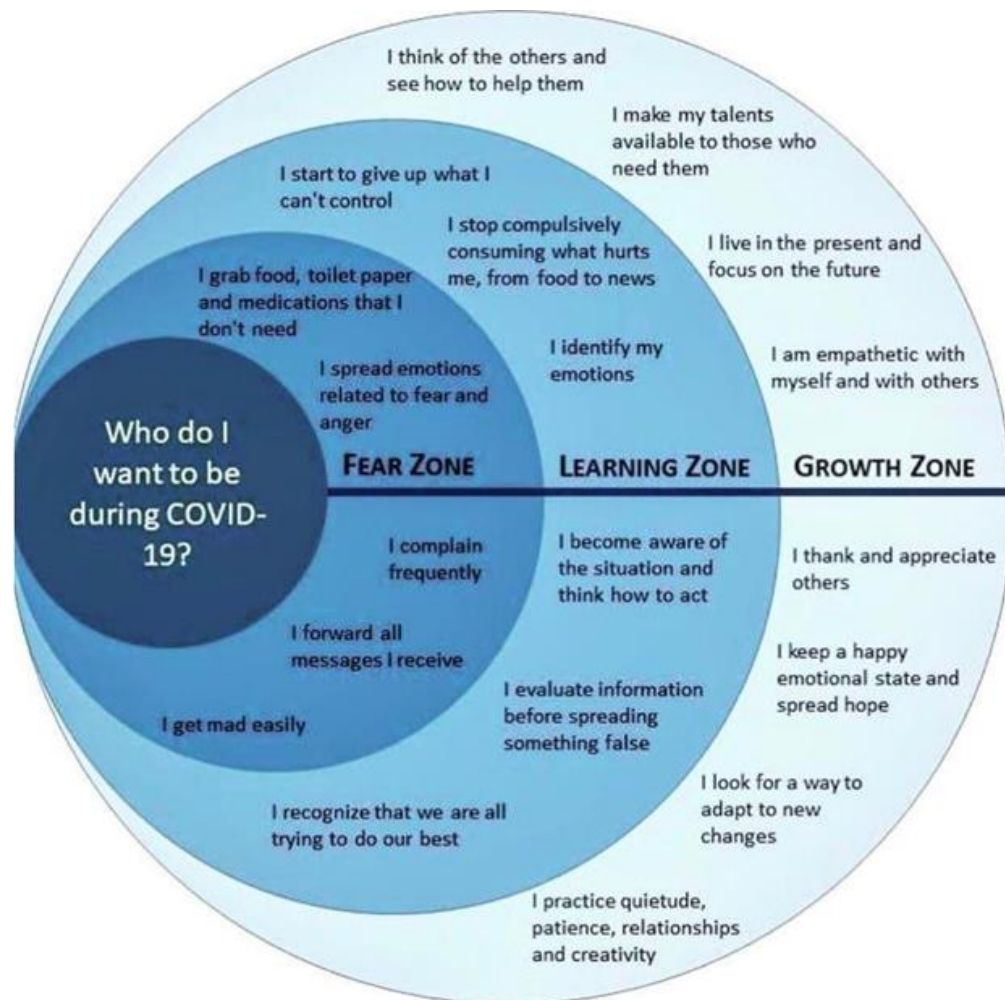 I think of the others and
see how to help them
I make my talents
available to those who
need them
I start to give up what I
can't control
I stop compulsively
consuming what hurts
me, from food to news
I live in the present and
focus on the future
I grab food, toilet paper
and medications that I
don't need
I identify my
emotions
I am empathetic with
myself and with others
I spread emotions
related to fear and
anger
Who do I
want to be
during COVID-
19?
FEAR ZONE
LEARNING ZONE
GROWTH ZONE
I complain
frequently
I become aware of
the situation and
think how to act
I thank and appreciate
others
I forward all
messages I receive
I keep a happy
emotional state and
spread hope
I evaluate information
before spreading
something false
I get mad easily
I look for a way to
adapt to new
changes
I recognize that we are all
trying to do our best
I practice quietude,
patience, relationships
and creativity